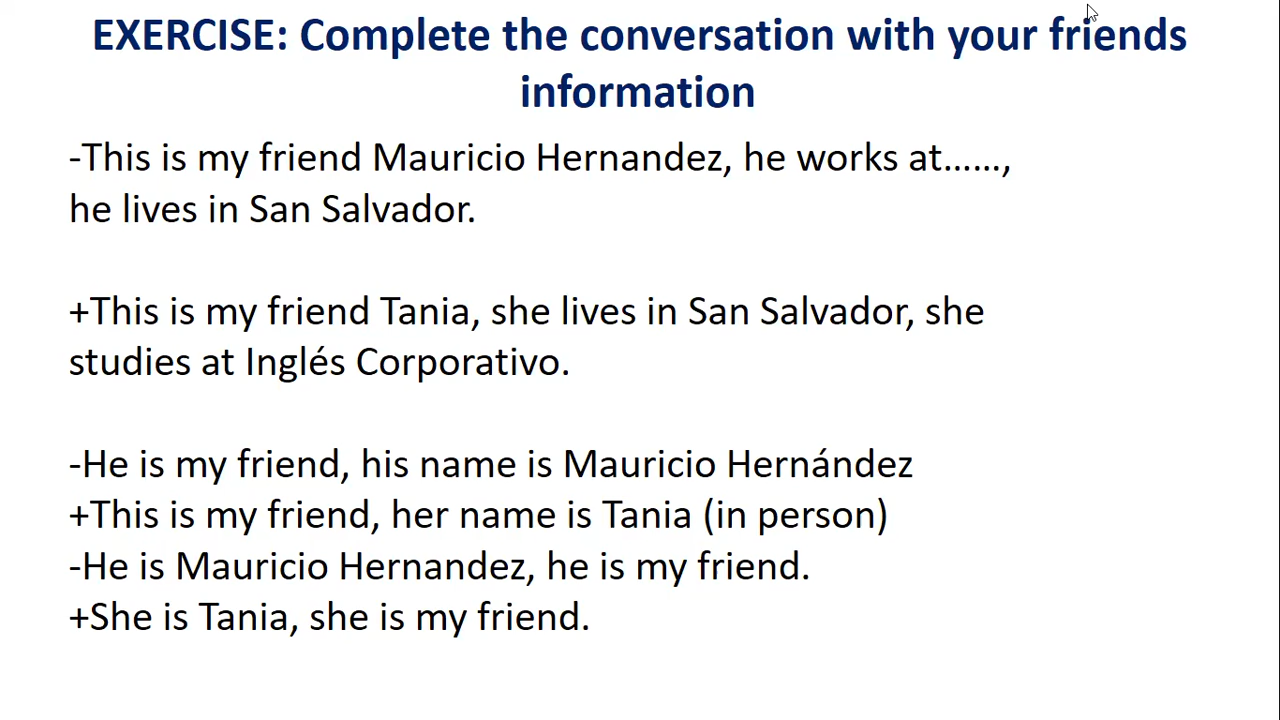 EXERCISE: Complete the conversation with your friends
information
-This is my friend Mauricio Hernandez, he works at……,
he lives in San Salvador.
+This is my friend Tania, she lives in San Salvador, she
studies at Inglés Corporativo.
-He is my friend, his name is Mauricio Hernández
+This is my friend, her name is Tania (in person)
-He is Mauricio Hernandez, he is my friend.
+She is Tania, she is my friend.